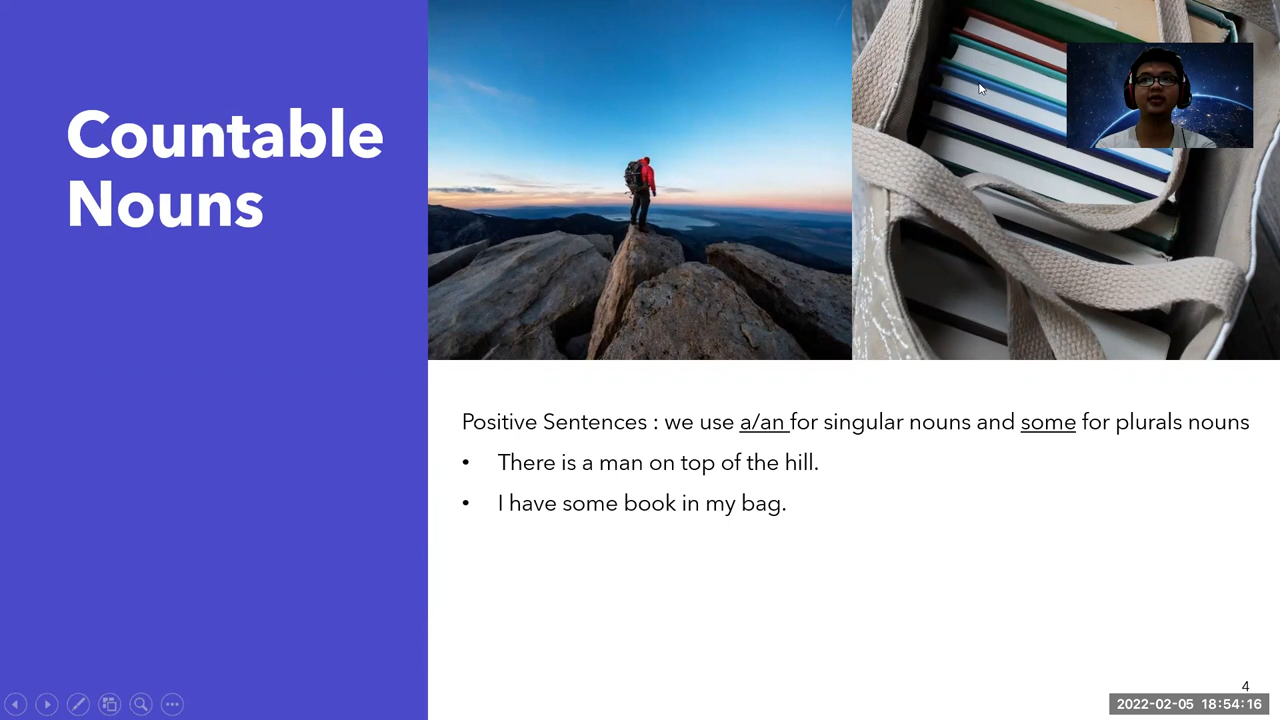 Countable
Nouns
Positive Sentences : we use a/an for singular nouns and some for plurals nouns
• There is a man on top of the hill.
• I have some book in my bag.
4
2022-02-05 18:54:16